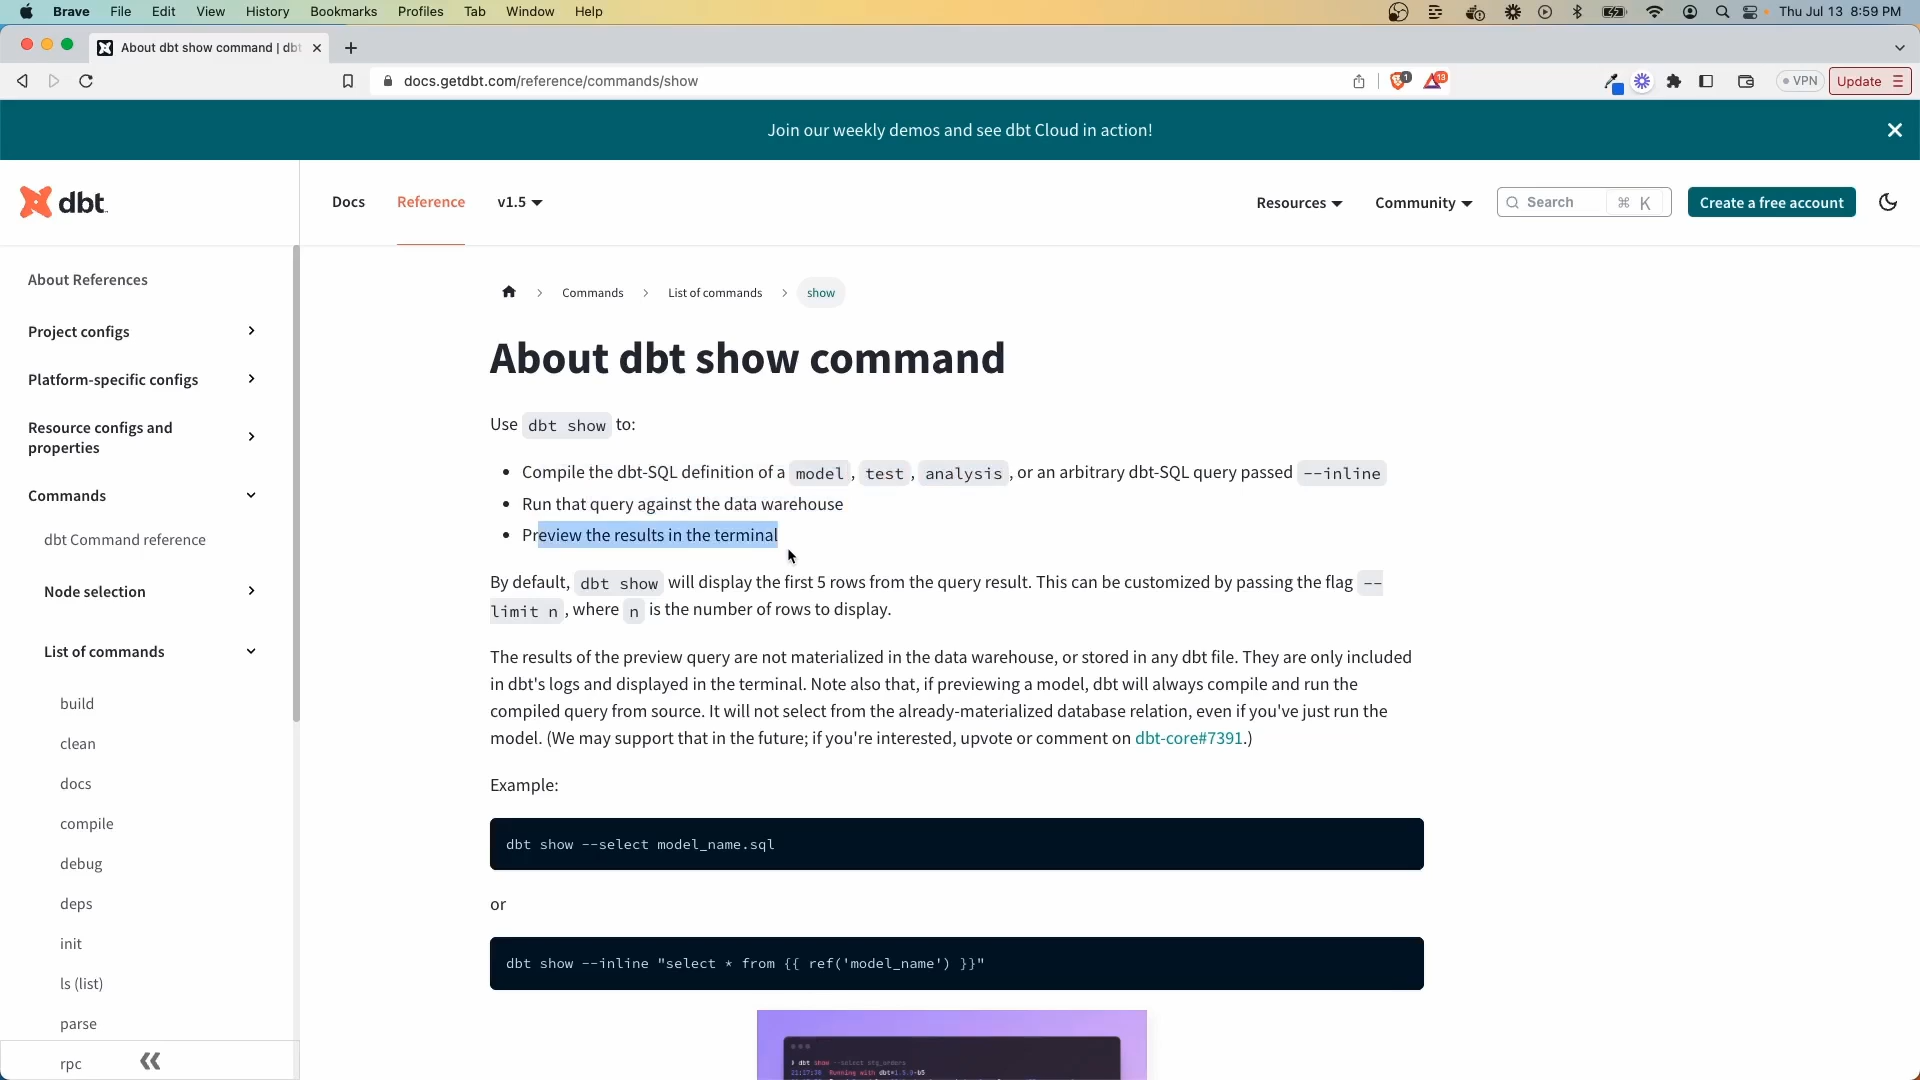 Brave File Edit View History Bookmarks Profiles Tab Window Help Thu Jul 13 8:59 PM
About dbt show command | dbt
docs.getdbt.com/reference/commands/show 1 13 VPN Update
Join our weekly demos and see dbt Cloud in action!
dbt Docs Reference v1.5 Resources Community Search ⌘ K Create a free account
About References
Project configs
Platform-specific configs
Resource configs and
properties
Commands
dbt Command reference
Node selection
List of commands
build
clean
docs
compile
debug
deps
init
ls (list)
parse
rpc
Commands List of commands show
About dbt show command
Use dbt show to:
• Compile the dbt-SQL definition of a model, test, analysis, or an arbitrary dbt-SQL query passed --inline
• Run that query against the data warehouse
• Preview the results in the terminal
By default, dbt show will display the first 5 rows from the query result. This can be customized by passing the flag --
limit n, where n is the number of rows to display.
The results of the preview query are not materialized in the data warehouse, or stored in any dbt file. They are only included
in dbt's logs and displayed in the terminal. Note also that, if previewing a model, dbt will always compile and run the
compiled query from source. It will not select from the already-materialized database relation, even if you've just run the
model. (We may support that in the future; if you're interested, upvote or comment on dbt-core#7391.)
Example:
dbt show --select model_name.sql
or
dbt show --inline "select * from {{ ref('model_name') }}"
dbt show --select stg_orders
Running with dbt=1.5.0-b5